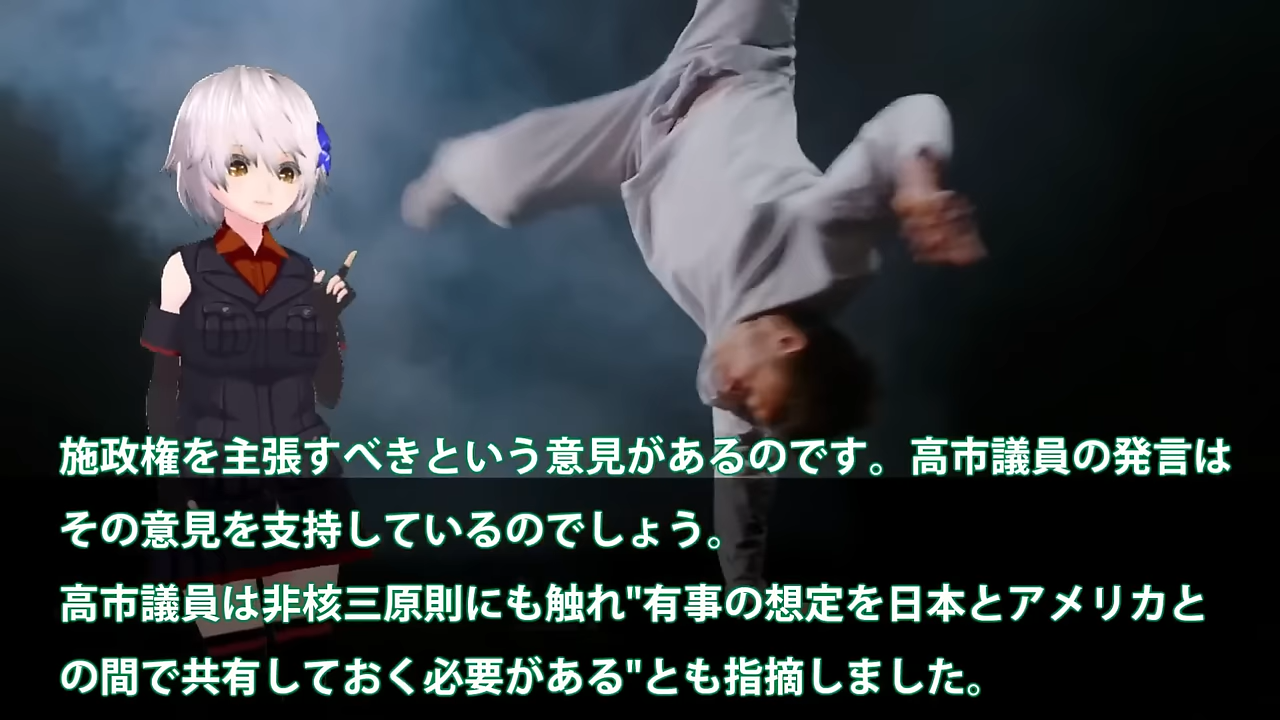 施政権を主張すべきという意見があるのです。高市議員の発言は
その意見を支持しているのでしょう。
高市議員は非核三原則にも触れ"有事の想定を日本とアメリカと
の間で共有しておく必要がある"とも指摘しました。